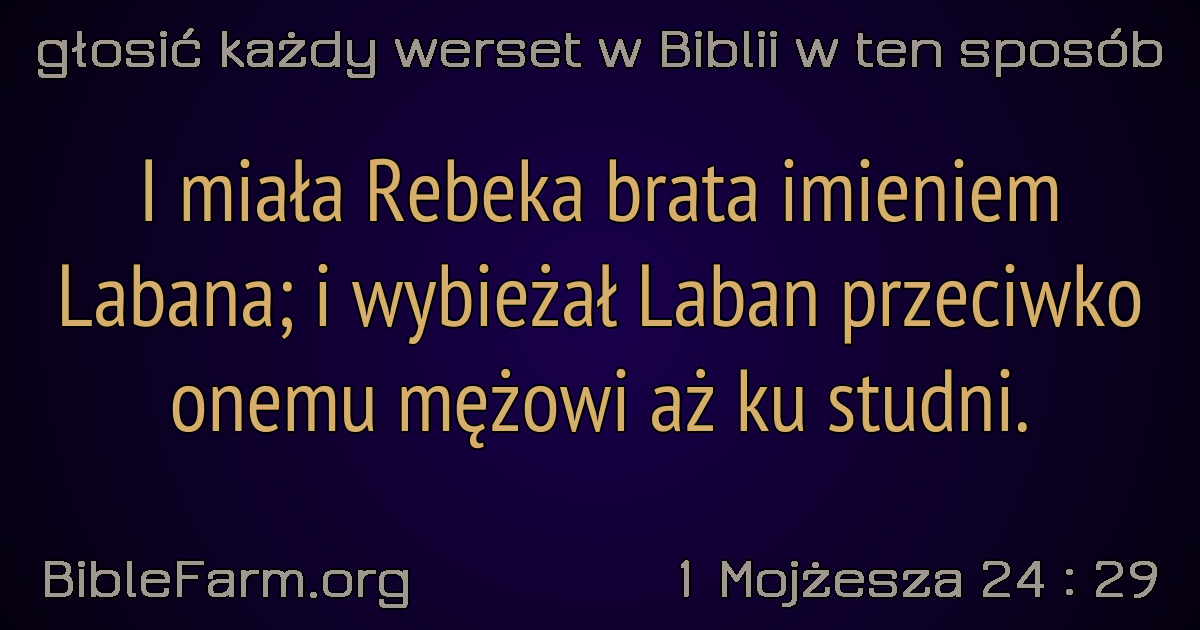 głosić każdy werset w Biblii w ten sposób
I miała Rebeka brata imieniem
Labana; i wybieżał Laban przeciwko
onemu mężowi aż ku studni.
BibleFarm.org
1 Mojżesza 24 : 29